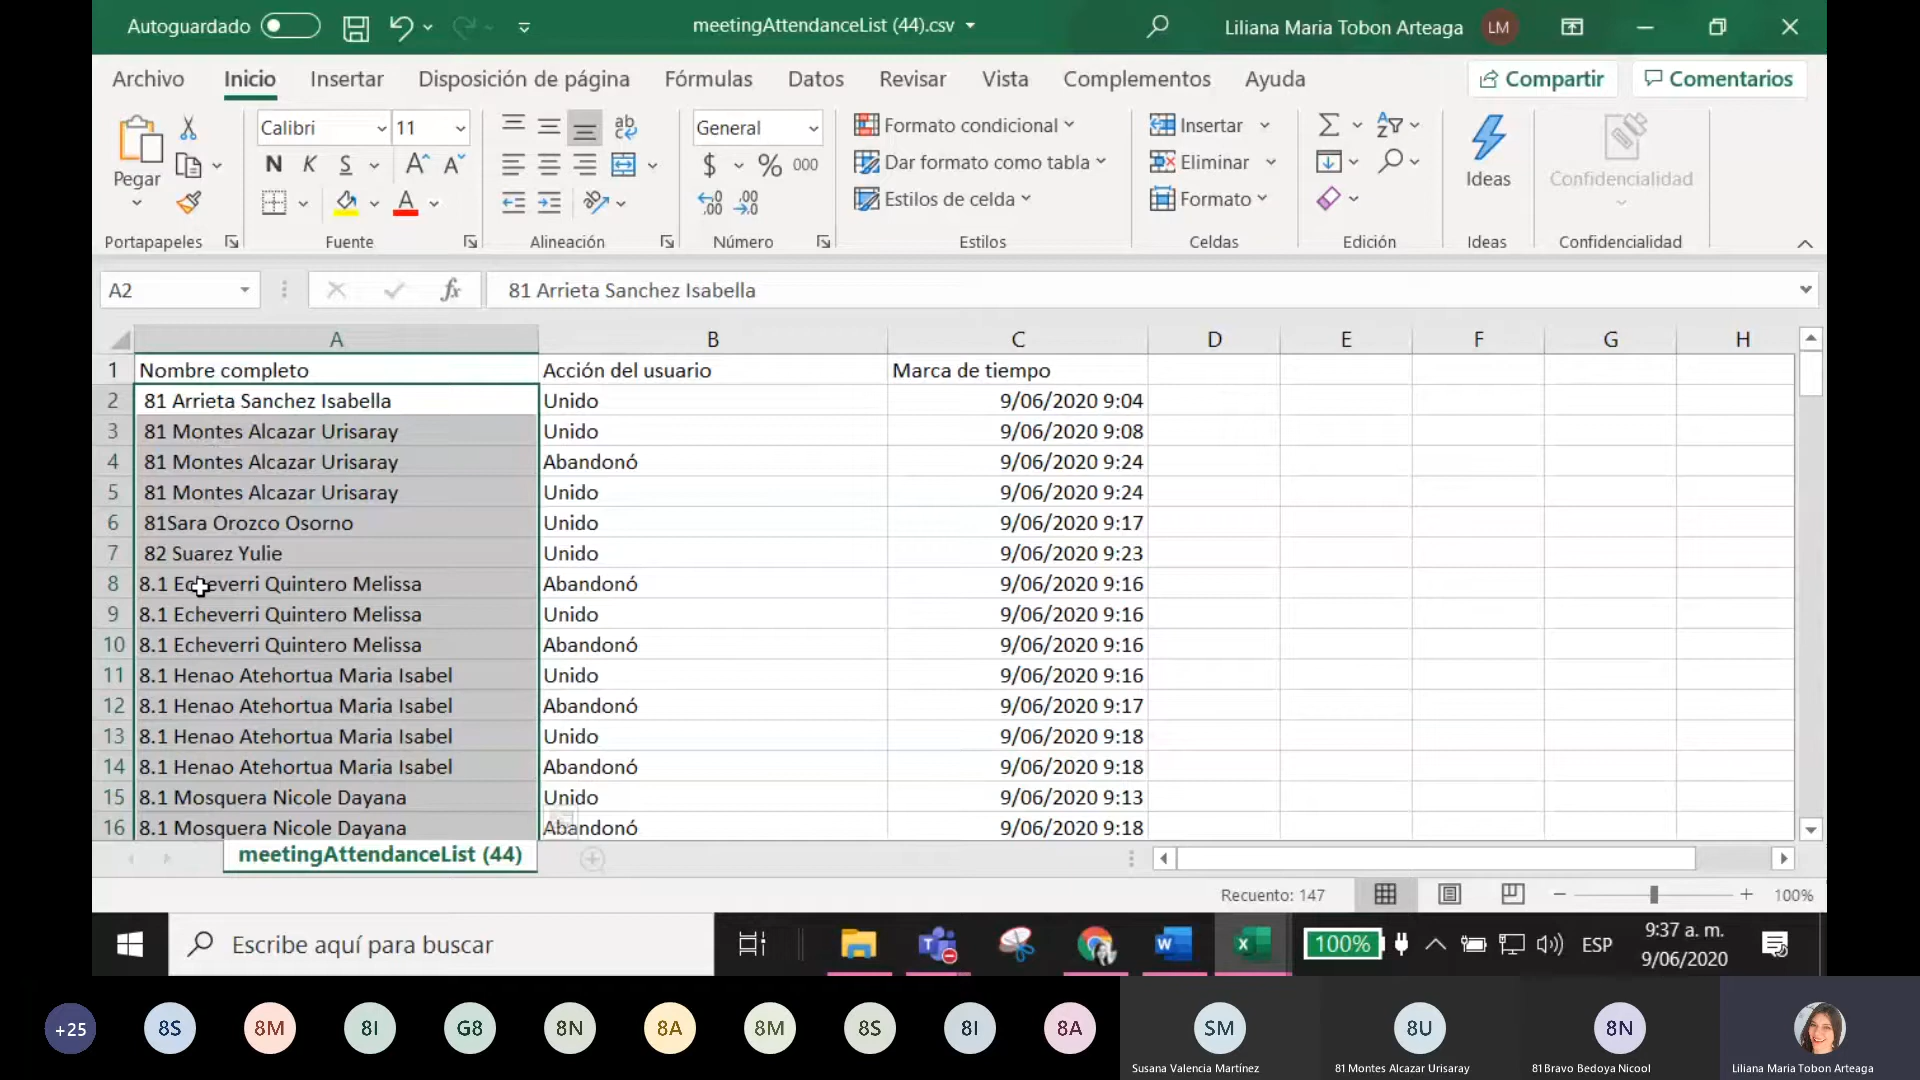 Autoguardado meetingAttendanceList (44).csv Liliana Maria Tobon Arteaga LM
Archivo Inicio Insertar Disposición de página Fórmulas Datos Revisar Vista Complementos Ayuda Compartir Comentarios
Calibri 11 General Formato condicional Insertar
Pegar N K S Dar formato como tabla Eliminar Ideas Confidencialidad
$ % 000
Estilos de celda Formato
Portapapeles Fuente Alineación Número Estilos Celdas Edición Ideas Confidencialidad
A2 fx 81 Arrieta Sanchez Isabella
A B C D E F G H
1 Nombre completo Acción del usuario Marca de tiempo
2 81 Arrieta Sanchez Isabella Unido 9/06/2020 9:04
3 81 Montes Alcazar Urisaray Unido 9/06/2020 9:08
4 81 Montes Alcazar Urisaray Abandonó 9/06/2020 9:24
5 81 Montes Alcazar Urisaray Unido 9/06/2020 9:24
6 81Sara Orozco Osorno Unido 9/06/2020 9:17
7 82 Suarez Yulie Unido 9/06/2020 9:23
8 8.1 Echeverri Quintero Melissa Abandonó 9/06/2020 9:16
9 8.1 Echeverri Quintero Melissa Unido 9/06/2020 9:16
10 8.1 Echeverri Quintero Melissa Abandonó 9/06/2020 9:16
11 8.1 Henao Atehortua Maria Isabel Unido 9/06/2020 9:16
12 8.1 Henao Atehortua Maria Isabel Abandonó 9/06/2020 9:17
13 8.1 Henao Atehortua Maria Isabel Unido 9/06/2020 9:18
14 8.1 Henao Atehortua Maria Isabel Abandonó 9/06/2020 9:18
15 8.1 Mosquera Nicole Dayana Unido 9/06/2020 9:13
16 8.1 Mosquera Nicole Dayana Abandonó 9/06/2020 9:18
meetingAttendanceList (44)
Recuento: 147 100%
Escribe aquí para buscar 100% ESP 9:37 a. m.
9/06/2020
+25 8S 8M 8I G8 8N 8A 8M 8S 8I 8A SM 8U 8N
Susana Valencia Martínez 81 Montes Alcazar Urisaray 81Bravo Bedoya Nicool Liliana Maria Tobon Arteaga